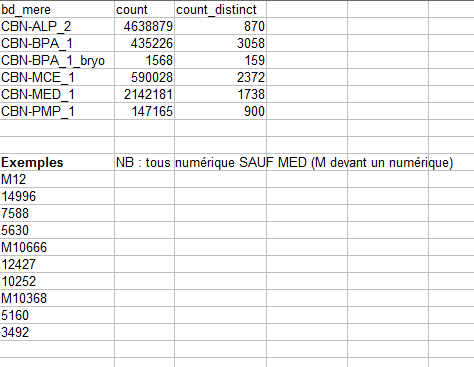 bd_mere count count_distinct
CBN-ALP_2 4638879 870
CBN-BPA_1 435226 3058
CBN-BPA_1_bryo 1568 159
CBN-MCE_1 590028 2372
CBN-MED_1 2142181 1738
CBN-PMP_1 147165 900
Exemples NB : tous numérique SAUF MED (M devant un numérique)
M12
14996
7588
5630
M10666
12427
10252
M10368
5160
3492